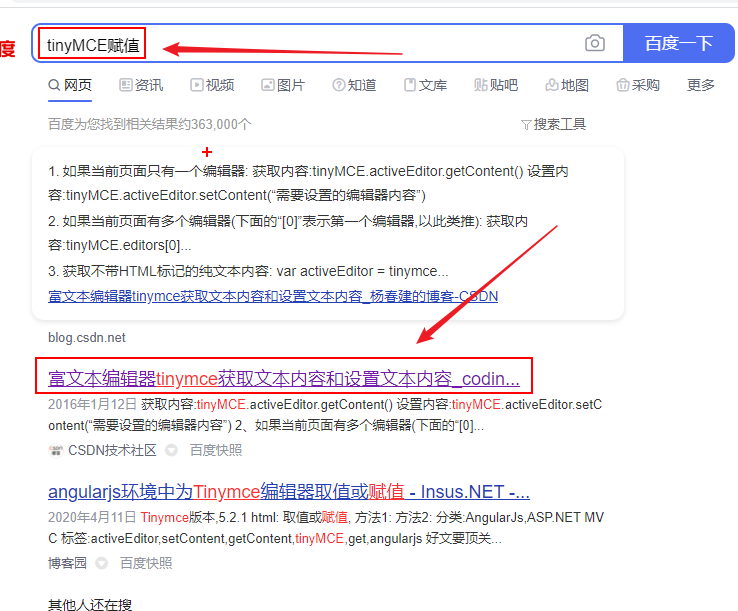 度
tinyMCE赋值
百度一下
网页 资讯 视频 图片 知道 文库 贴吧 地图 采购 更多
百度为您找到相关结果约363,000个 搜索工具
1. 如果当前页面只有一个编辑器: 获取内容:tinyMCE.activeEditor.getContent() 设置内
容:tinyMCE.activeEditor.setContent(“需要设置的编辑器内容”)
2. 如果当前页面有多个编辑器(下面的“[0]”表示第一个编辑器,以此类推): 获取内
容:tinyMCE.editors[0]...
3. 获取不带HTML标记的纯文本内容: var activeEditor = tinymce...
富文本编辑器tinymce获取文本内容和设置文本内容_杨春建的博客-CSDN
blog.csdn.net
富文本编辑器tinymce获取文本内容和设置文本内容_codin...
2016年1月12日 获取内容:tinyMCE.activeEditor.getContent() 设置内容:tinyMCE.activeEditor.setC
ontent(“需要设置的编辑器内容”) 2、如果当前页面有多个编辑器(下面的“[0]...
CSDN技术社区 百度快照
angularjs环境中为Tinymce编辑器取值或赋值 - Insus.NET -...
2020年4月11日 Tinymce版本,5.2.1 html: 取值或赋值, 方法1: 方法2: 分类:AngularJs,ASP.NET MV
C 标签:activeEditor,setContent,getContent,tinyMCE,get,angularjs 好文要顶关...
博客园 百度快照
其他人还在搜